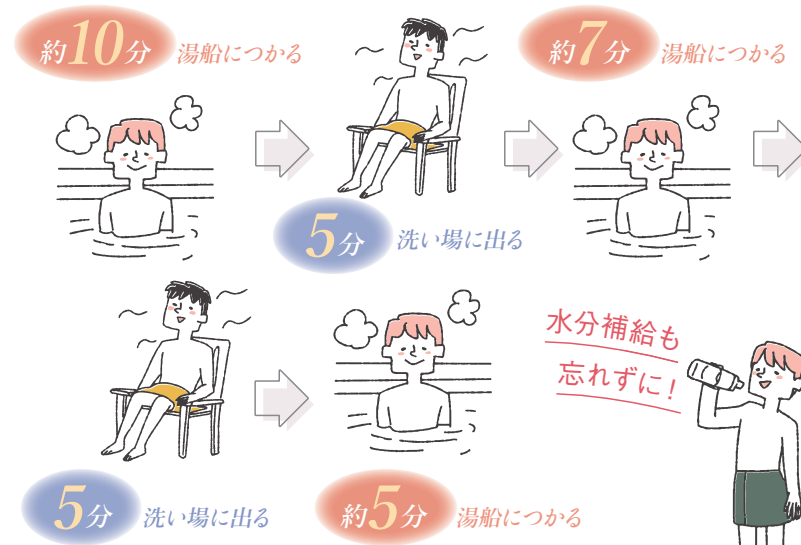 約10分 湯船につかる
5分 洗い場に出る
約7分 湯船につかる
5分 洗い場に出る
約5分 湯船につかる
水分補給も
忘れずに!